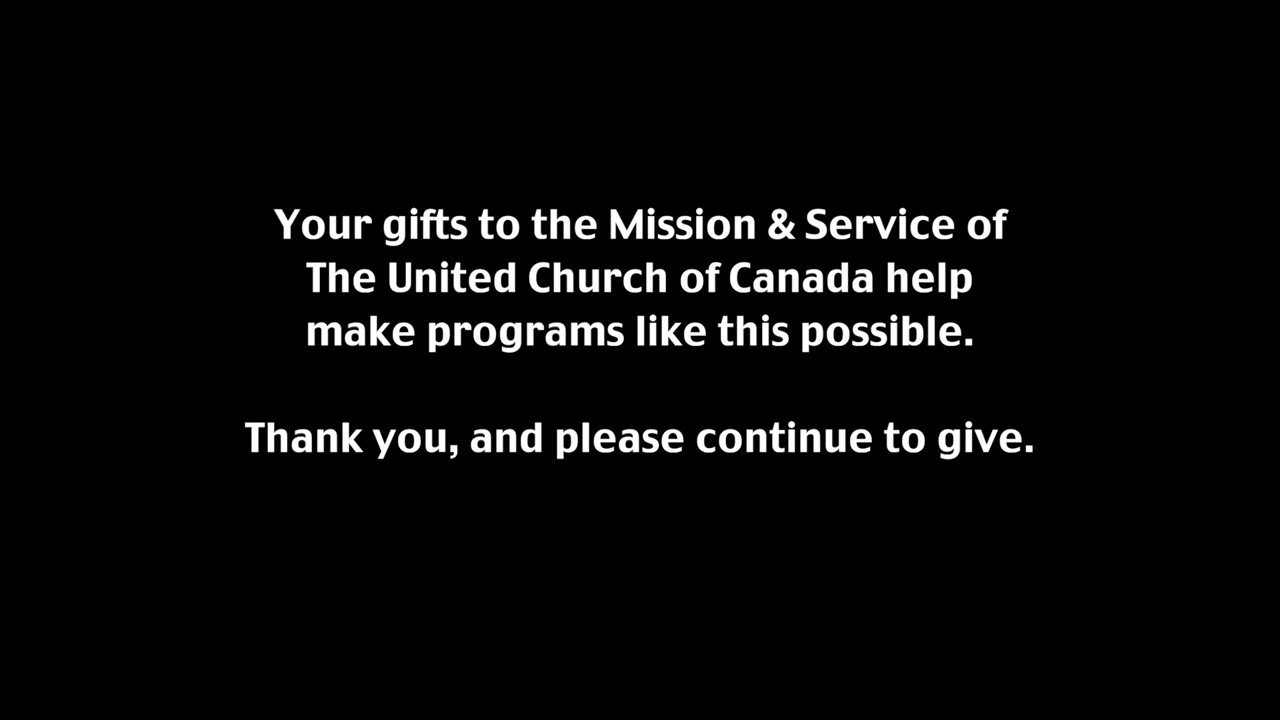 Your gifts to the Mission & Service of
The United Church of Canada help
make programs like this possible.
Thank you, and please continue to give.